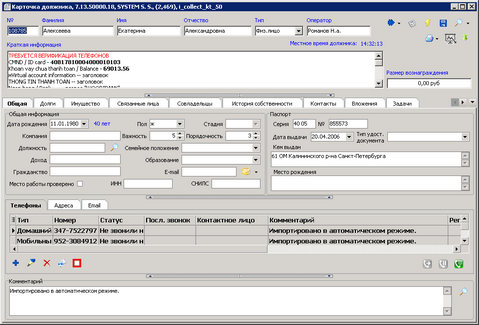 Карточка должника, 7.13.50000.18, SYSTEM S. S., (2,469), i_collect_kt_50
№ Фамилия Имя Отчество Тип Оператор
108785 Алексеева Екатерина Александровна Физ.лицо Романов Н.а.
Краткая информация Местное время должника: 14:32:13
ТРЕБУЕТСЯ ВЕРИФИКАЦИЯ ТЕЛЕФОНОВ
CMND / ID card - 40817810004000010103
Khoan vay chua thanh toan / Balance - 69013.56
=Virtual account information -- заголовок
THONG TIN THANH TOAN -- заголовок
Размер вознаграждения
0,00 руб
Общая Долги Имущество Связанные лица Совладельцы История собственности Контакты Вложения Задачи
Общая информация Паспорт
Дата рождения 11.01.1980 40 лет Пол ж Стадия Серия 40 05 № 855573
Компания Важность 5 Порядочность 3 Дата выдачи 20.04.2006 Тип удост. документа
Должность Семейное положение Кем выдан
61 ОМ Калининского р-на Санкт-Петербурга
Доход Образование
Гражданство E-mail Место рождения
Место работы проверено ИНН СНИЛС
Телефоны Адреса Email
Тип Номер Статус Посл. звонок Контактное лицо Комментарий Рег
Домашний 347-7522797 Не звонили н Импортировано в автоматическом режиме.
Мобильны 952-3084912 Не звонили н Импортировано в автоматическом режиме.
Комментарий
Импортировано в автоматическом режиме.